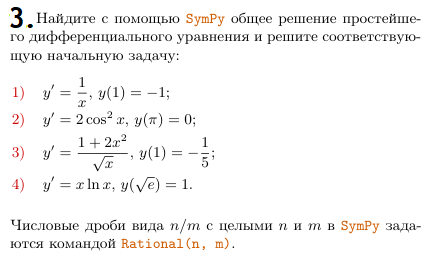 3. Найдите с помощью SymPy общее решение простейше-
го дифференциального уравнения и решите соответствую-
щую начальную задачу:
1) y′ = 1/x, y(1) = −1;
2) y′ = 2 cos² x, y(π) = 0;
3) y′ = (1 + 2x²)/√x, y(1) = −1/5;
4) y′ = x ln x, y(√e) = 1.
Числовые дроби вида n/m с целыми n и m в SymPy зада-
ются командой Rational(n, m).